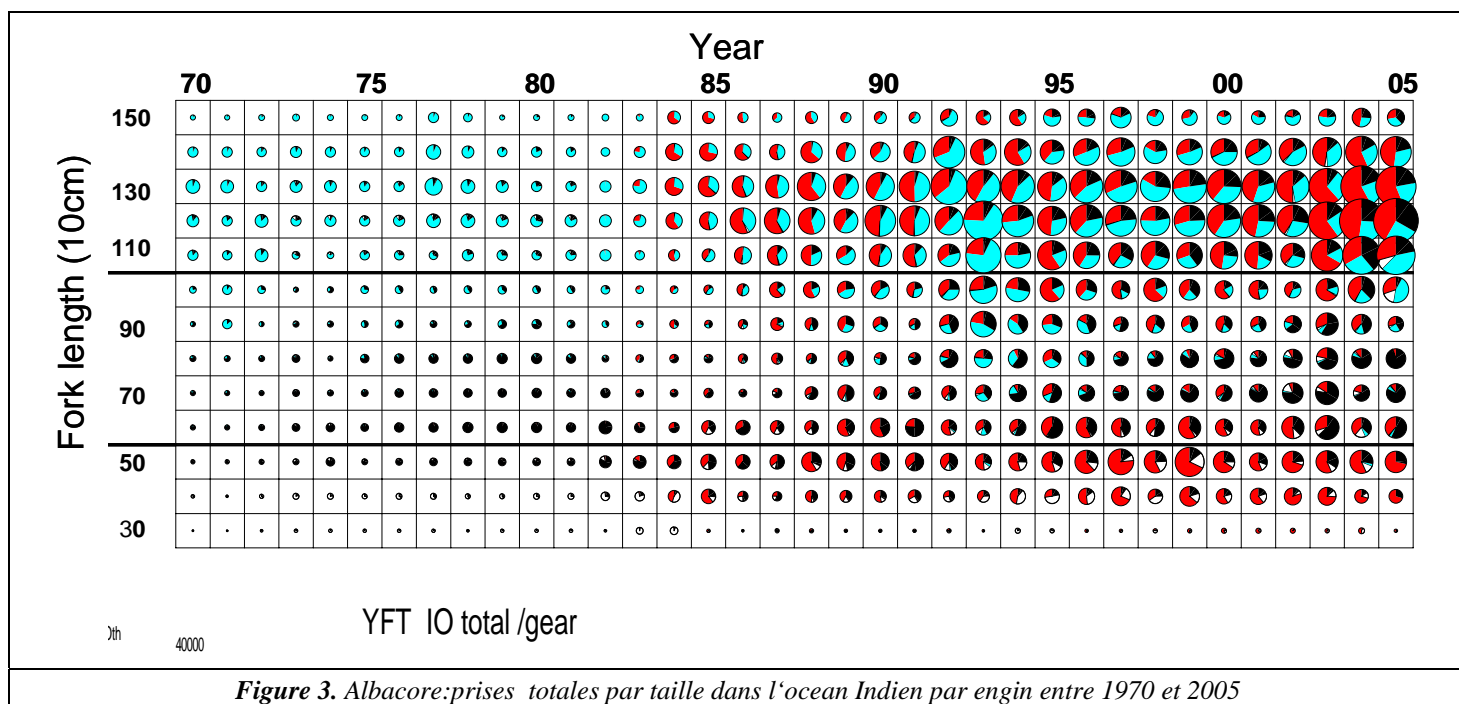 Year
70 75 80 85 90 95 00 05
Fork length (10cm)
150
130
110
90
70
50
30
YFT IO total /gear
40000
Figure 3. Albacore:prises totales par taille dans l‘ocean Indien par engin entre 1970 et 2005